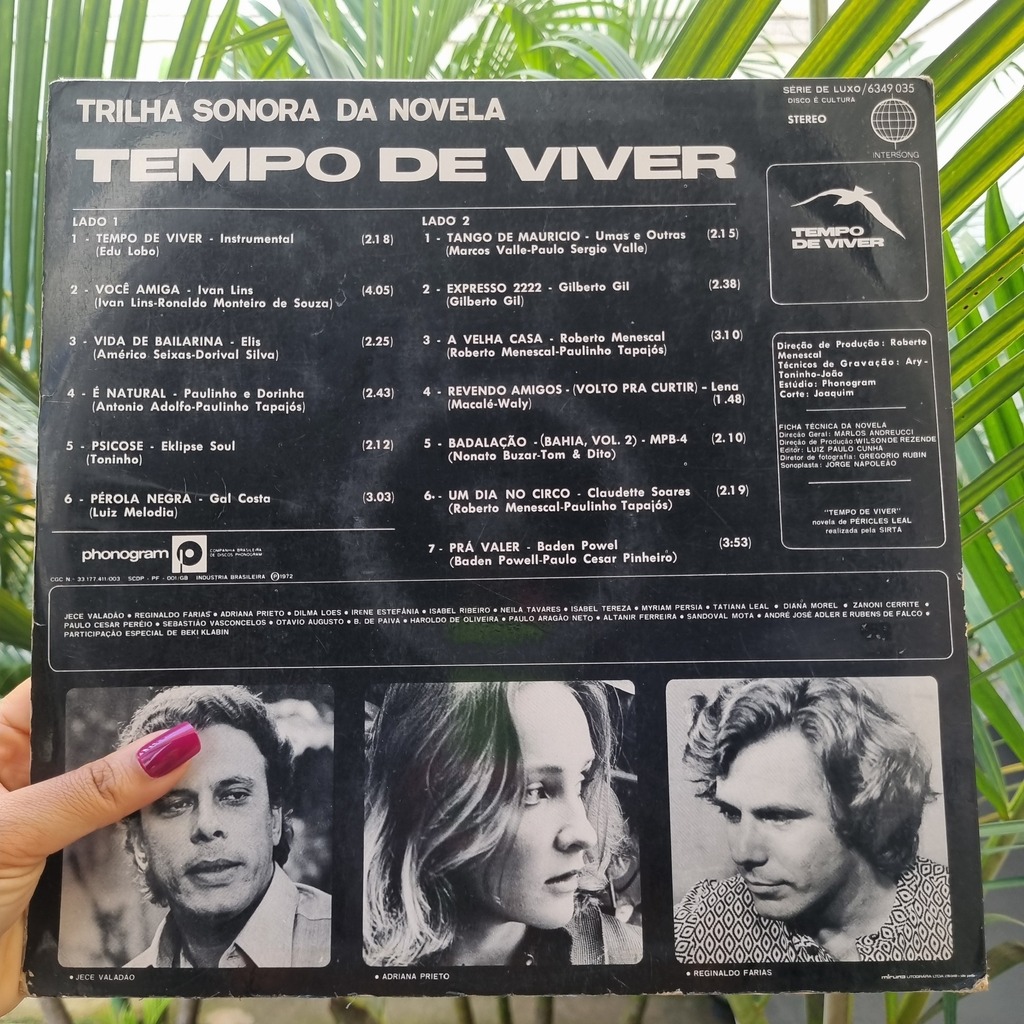 TRILHA SONORA DA NOVELA
TEMPO DE VIVER
SÉRIE DE LUXO/6349 035
DISCO É CULTURA
STEREO
INTERSONG
TEMPO
DE VIVER
LADO 1
1 - TEMPO DE VIVER - Instrumental (2.18)
(Edu Lobo)
2 - VOCÊ AMIGA - Ivan Lins (4.05)
(Ivan Lins-Ronaldo Monteiro de Souza)
3 - VIDA DE BAILARINA - Elis (2.25)
(Américo Seixas-Dorival Silva)
4 - É NATURAL - Paulinho e Dorinha (2.43)
(Antonio Adolfo-Paulinho Tapajós)
5 - PSICOSE - Eklipse Soul (2.12)
(Toninho)
6 - PÉROLA NEGRA - Gal Costa (3.03)
(Luiz Melodia)
LADO 2
1 - TANGO DE MAURICIO - Umas e Outras (2.15)
(Marcos Valle-Paulo Sergio Valle)
2 - EXPRESSO 2222 - Gilberto Gil (2.38)
(Gilberto Gil)
3 - A VELHA CASA - Roberto Menescal (3.10)
(Roberto Menescal-Paulinho Tapajós)
4 - REVENDO AMIGOS - (VOLTO PRA CURTIR) - Lena
(Macalé-Waly) (1.48)
5 - BADALAÇÃO - (BAHIA, VOL. 2) - MPB-4 (2.10)
(Nonato Buzar-Tom & Dito)
6 - UM DIA NO CIRCO - Claudette Soares (2.19)
(Roberto Menescal-Paulinho Tapajós)
7 - PRÁ VALER - Baden Powel (3:53)
(Baden Powell-Paulo Cesar Pinheiro)
Direção de Produção: Roberto
Menescal
Técnicos de Gravação: Ary-
Toninho-João
Estúdio: Phonogram
Corte: Joaquim
FICHA TÉCNICA DA NOVELA
Direção Geral: MARLOS ANDREUCCI
Direção de Produção: WILSON DE REZENDE
Editor: LUIZ PAULO CUNHA
Diretor de fotografia: GREGORIO RUBIN
Sonoplasta: JORGE NAPOLEÃO
"TEMPO DE VIVER"
novela de PÉRICLES LEAL
realizada pela SIRTA
phonogram p COMPANHIA BRASILEIRA
DE DISCOS PHONOGRAM
CGC N.- 33.177.411-003 SCDP - PF - 001/GB INDUSTRIA BRASILEIRA ℗1972
JECE VALADÃO • REGINALDO FARIAS • ADRIANA PRIETO • DILMA LOES • IRENE ESTEFÂNIA • ISABEL RIBEIRO • NEILA TAVARES • ISABEL TEREZA • MYRIAM PERSIA • TATIANA LEAL • DIANA MOREL • ZANONI CERRITE •
PAULO CESAR PERÉIO • SEBASTIÃO VASCONCELOS • OTAVIO AUGUSTO • B. DE PAIVA • HAROLDO DE OLIVEIRA • PAULO ARAGÃO NETO • ALTANIR FERREIRA • SANDOVAL MOTA • ANDRÉ JOSÉ ADLER E RUBENS DE FALCO •
PARTICIPAÇÃO ESPECIAL DE BEKI KLABIN
• JECE VALADÃO
• ADRIANA PRIETO
• REGINALDO FARIAS